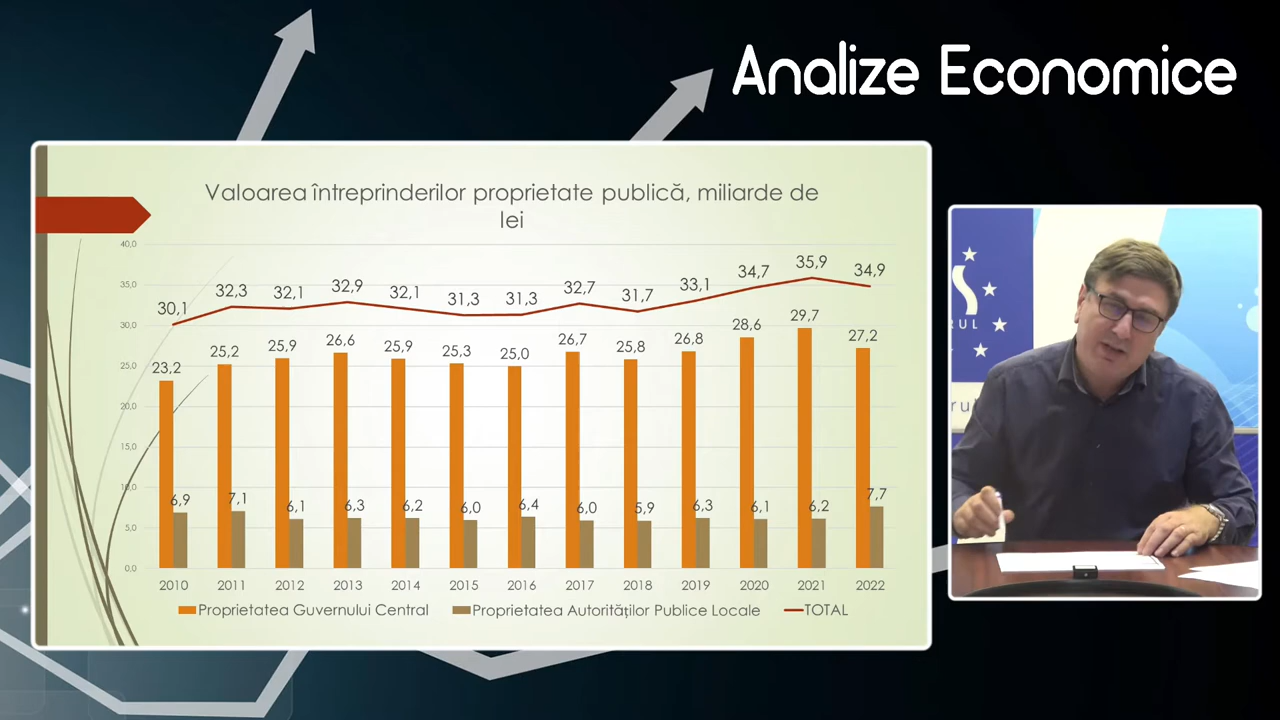 Analize Economice
Valoarea întreprinderilor proprietate publică, miliarde de
lei
40,0
35,0
30,0
25,0
20,0
15,0
10,0
5,0
0,0
30,1 32,3 32,1 32,9 32,1 31,3 31,3 32,7 31,7 33,1 34,7 35,9 34,9
23,2 25,2 25,9 26,6 25,9 25,3 25,0 26,7 25,8 26,8 28,6 29,7 27,2
6,9 7,1 6,1 6,3 6,2 6,0 6,4 6,0 5,9 6,3 6,1 6,2 7,7
2010 2011 2012 2013 2014 2015 2016 2017 2018 2019 2020 2021 2022
Proprietatea Guvernului Central Proprietatea Autorităților Publice Locale TOTAL